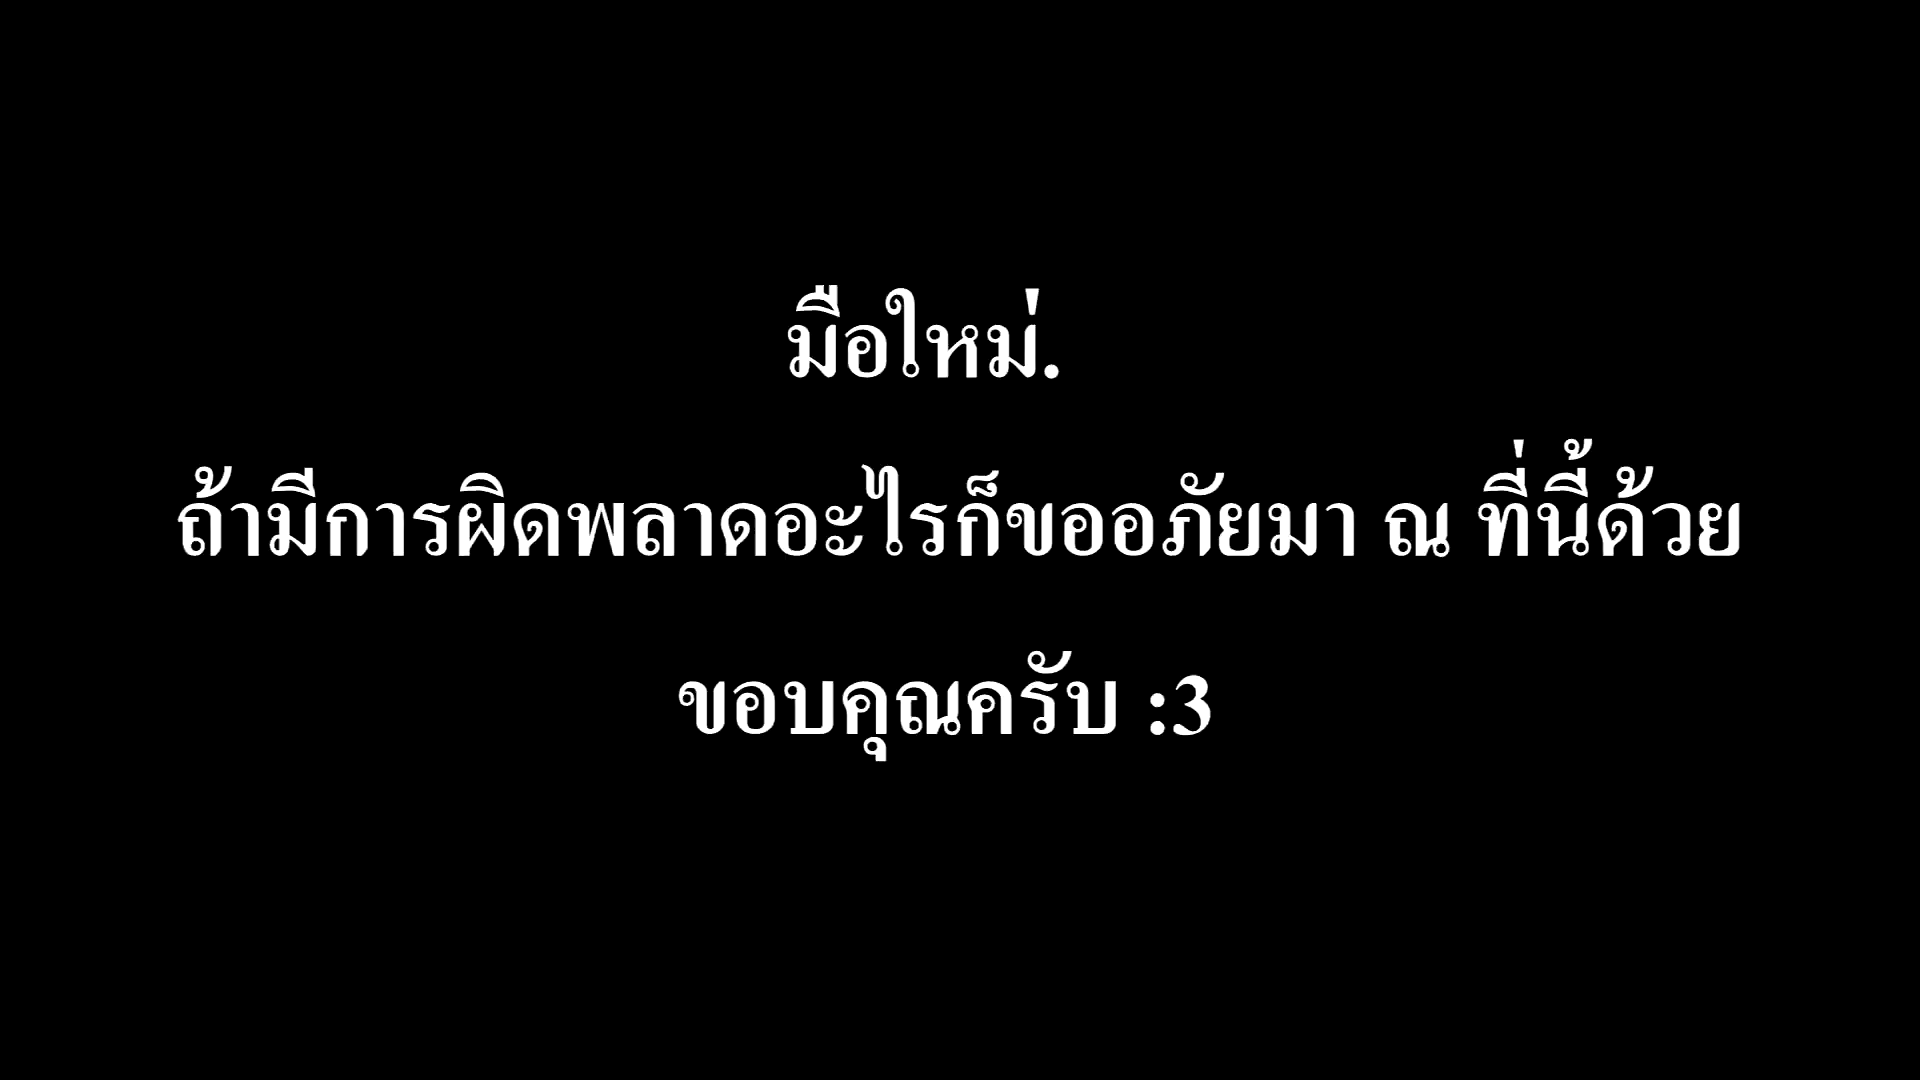 มือใหม่.
ถ้ามีการผิดพลาดอะไรก็ขออภัยมา ณ ที่นี้ด้วย
ขอบคุณครับ :3